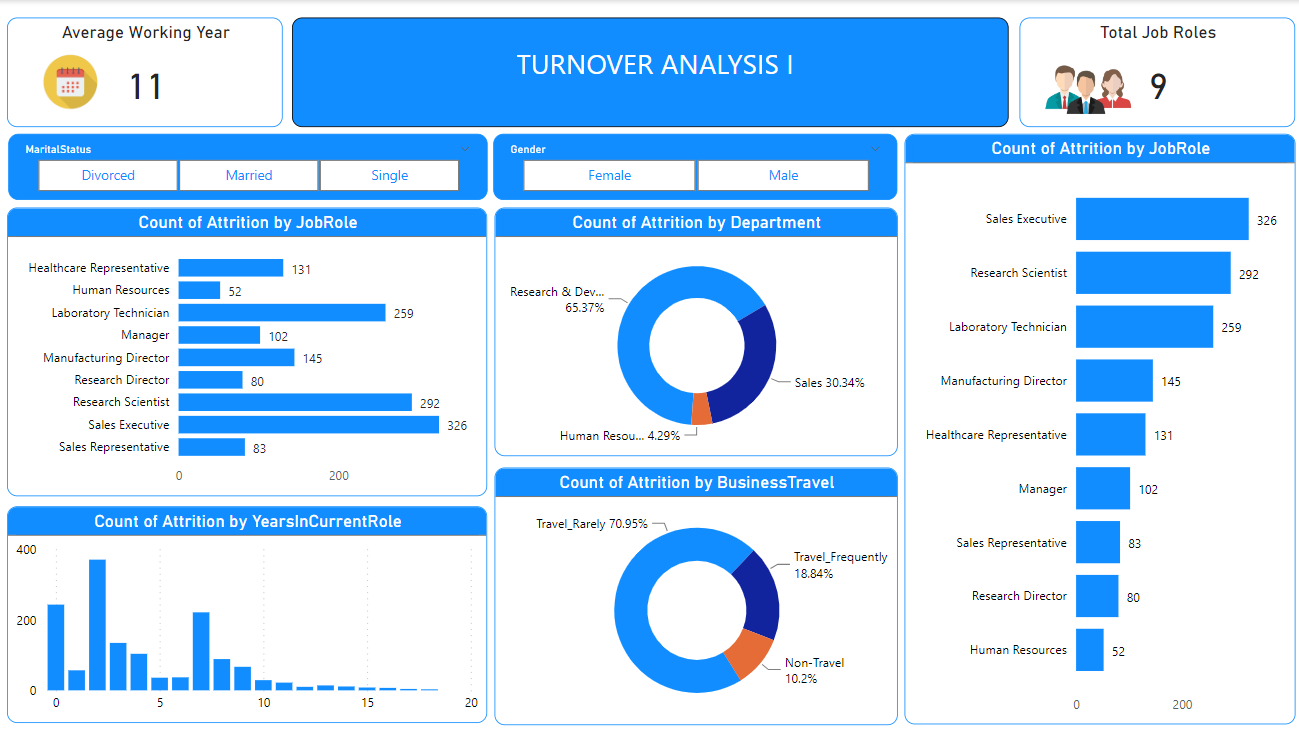 Average Working Year
11
TURNOVER ANALYSIS I
Total Job Roles
9
MaritalStatus
Divorced
Married
Single
Gender
Female
Male
Count of Attrition by JobRole
Healthcare Representative 131
Human Resources 52
Laboratory Technician 259
Manager 102
Manufacturing Director 145
Research Director 80
Research Scientist 292
Sales Executive 326
Sales Representative 83
0 200
Count of Attrition by YearsInCurrentRole
400
200
0
0 5 10 15 20
Count of Attrition by Department
Research & Dev...
65.37%
Sales 30.34%
Human Resou... 4.29%
Count of Attrition by BusinessTravel
Travel_Rarely 70.95%
Travel_Frequently
18.84%
Non-Travel
10.2%
Count of Attrition by JobRole
Sales Executive 326
Research Scientist 292
Laboratory Technician 259
Manufacturing Director 145
Healthcare Representative 131
Manager 102
Sales Representative 83
Research Director 80
Human Resources 52
0 200